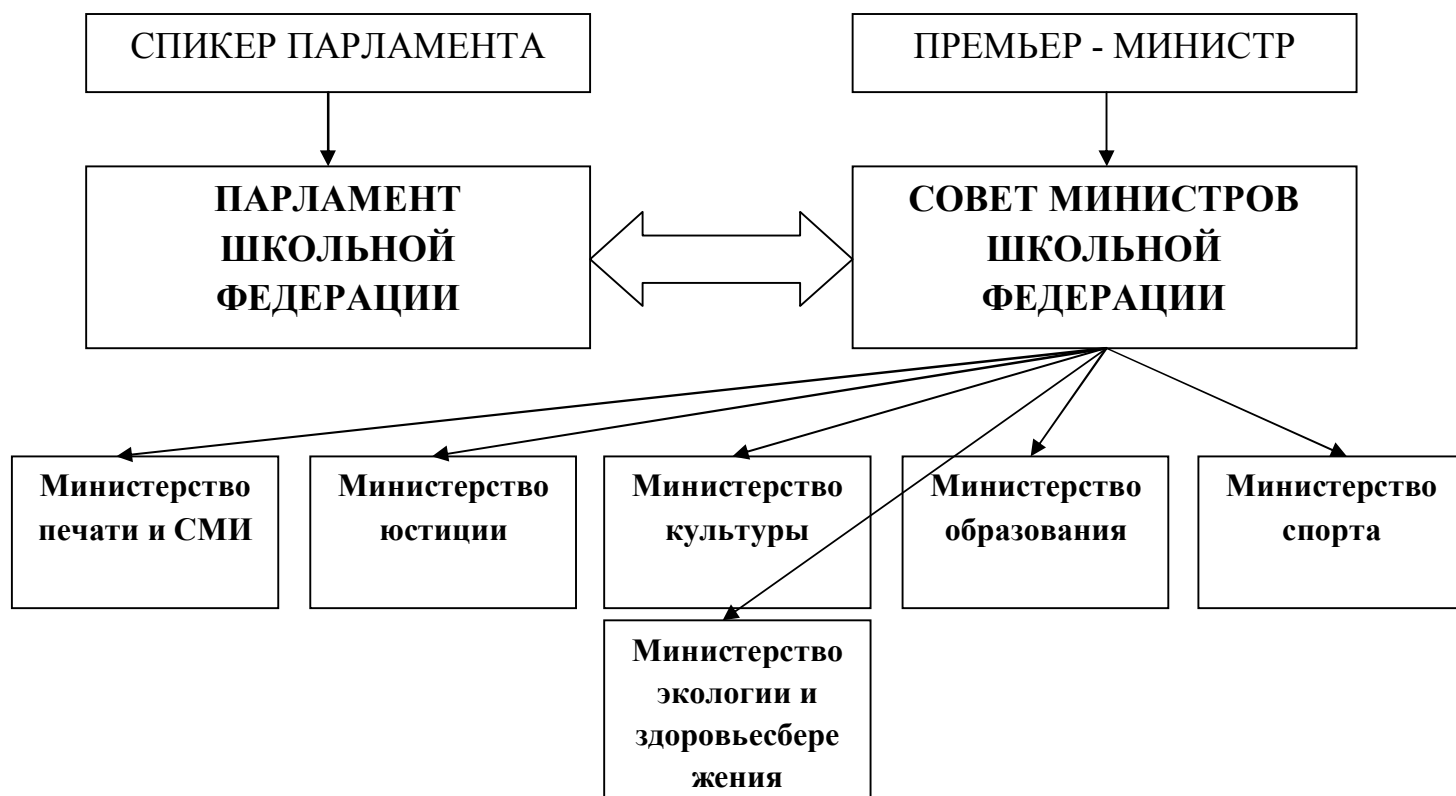 СПИКЕР ПАРЛАМЕНТА
ПРЕМЬЕР - МИНИСТР
ПАРЛАМЕНТ
ШКОЛЬНОЙ
ФЕДЕРАЦИИ
СОВЕТ МИНИСТРОВ
ШКОЛЬНОЙ
ФЕДЕРАЦИИ
Министерство
печати и СМИ
Министерство
юстиции
Министерство
культуры
Министерство
образования
Министерство
спорта
Министерство
экологии и
здоровьесбере
жения